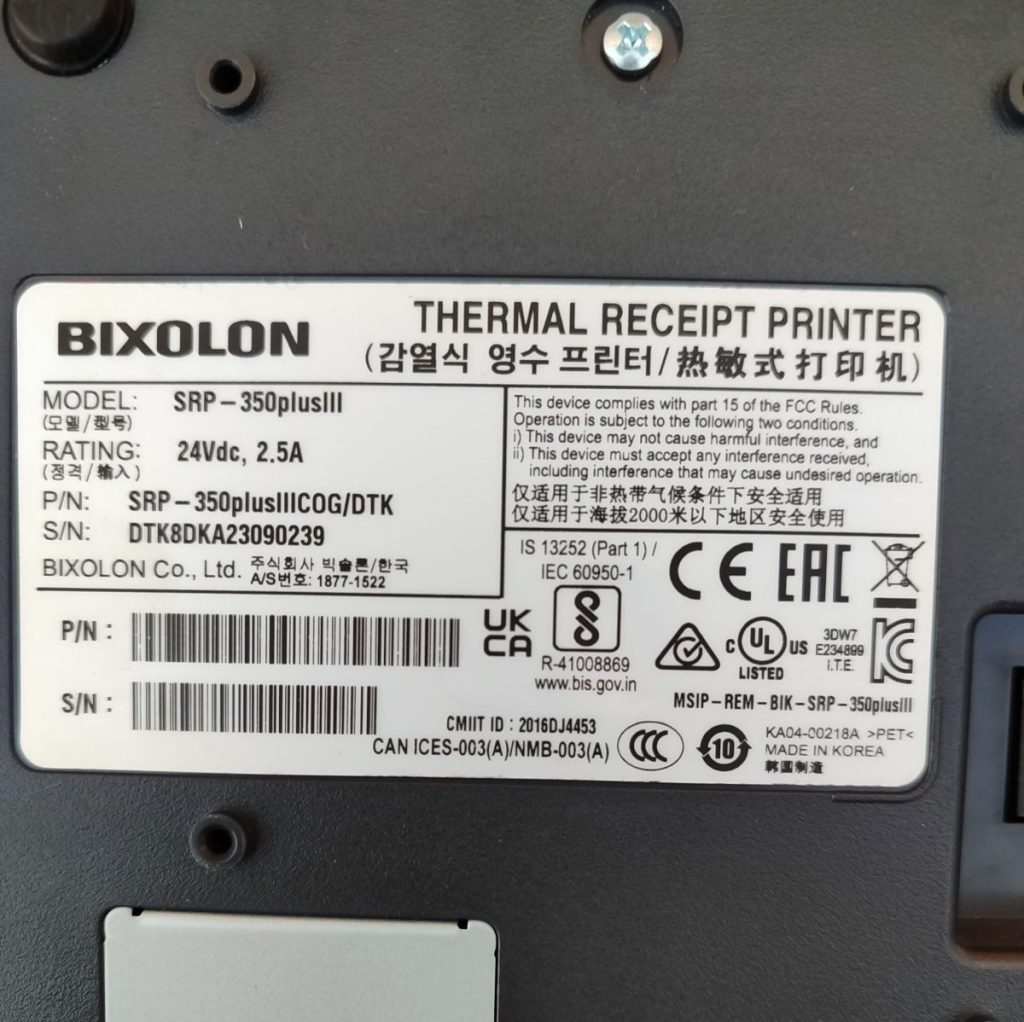 BIXOLON
THERMAL RECEIPT PRINTER
(감열식 영수 프린터/热敏式打印机)
MODEL: SRP-350plusIII
(모델/型号)
RATING: 24Vdc, 2.5A
(정격/输入)
P/N: SRP-350plusIIICOG/DTK
S/N: DTK8DKA23090239
BIXOLON Co., Ltd. 주식회사 빅솔론/한국
A/S번호: 1877-1522
This device complies with part 15 of the FCC Rules.
Operation is subject to the following two conditions.
i) This device may not cause harmful interference, and
ii) This device must accept any interference received,
including interference that may cause undesired operation.
仅适用于非热带气候条件下安全适用
仅适用于海拔2000米以下地区安全使用
IS 13252 (Part 1) /
IEC 60950-1
CE EAC
P/N :
S/N :
UK
CA
R-41008869
www.bis.gov.in
C UL US
LISTED
3DW7
E234899
I.T.E.
KC
MSIP-REM-BIK-SRP-350plusIII
CMIIT ID : 2016DJ4453
CAN ICES-003(A)/NMB-003(A)
CCC
10
KA04-00218A >PET<
MADE IN KOREA
韩国制造